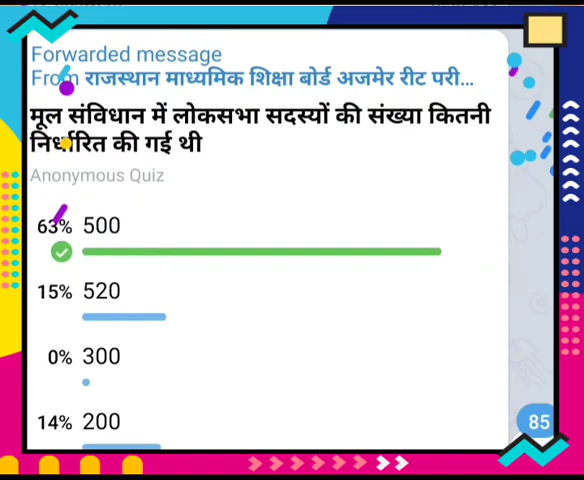 Forwarded message
From राजस्थान माध्यमिक शिक्षा बोर्ड अजमेर रीट परी...
मूल संविधान में लोकसभा सदस्यों की संख्या कितनी
निर्धारित की गई थी
Anonymous Quiz
63% 500
15% 520
0% 300
14% 200
85